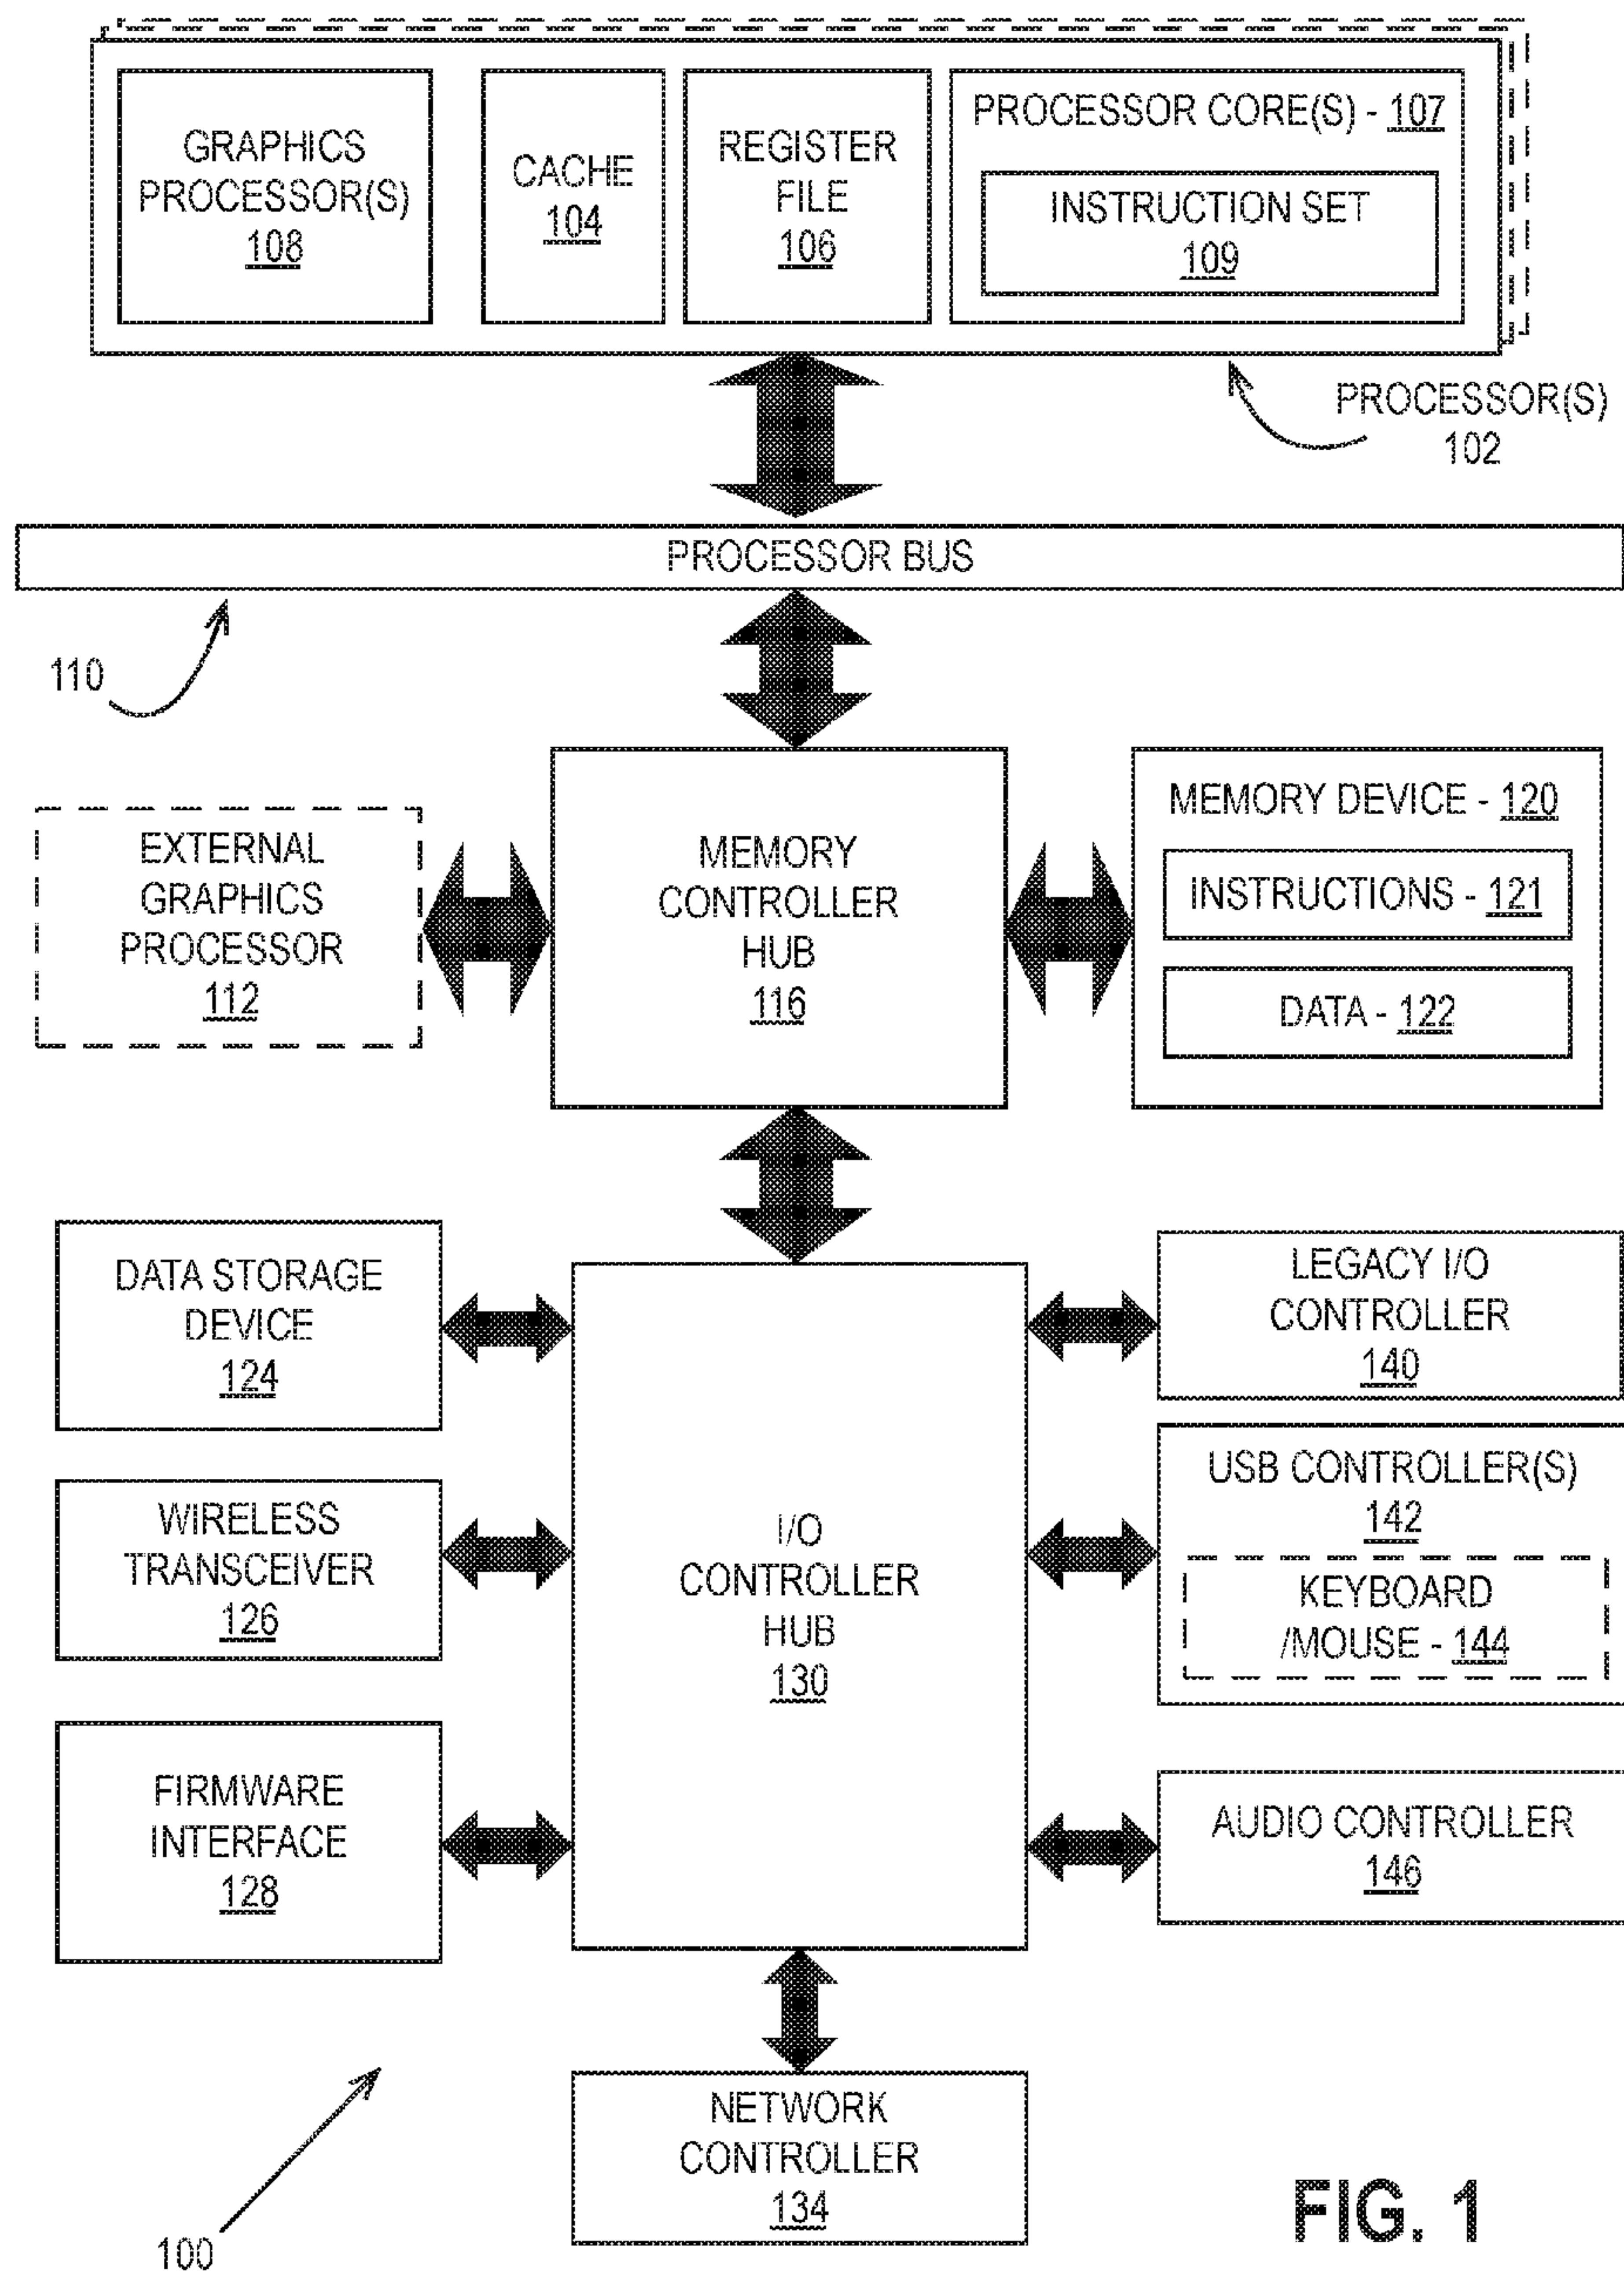 GRAPHICS
PROCESSOR(S)
108
CACHE
104
REGISTER
FILE
106
PROCESSOR CORE(S) - 107
INSTRUCTION SET
109
PROCESSOR(S)
102
PROCESSOR BUS
110
EXTERNAL
GRAPHICS
PROCESSOR
112
MEMORY
CONTROLLER
HUB
116
MEMORY DEVICE - 120
INSTRUCTIONS - 121
DATA - 122
DATA STORAGE
DEVICE
124
WIRELESS
TRANSCEIVER
126
FIRMWARE
INTERFACE
128
I/O
CONTROLLER
HUB
130
LEGACY I/O
CONTROLLER
140
USB CONTROLLER(S)
142
KEYBOARD
/MOUSE - 144
AUDIO CONTROLLER
146
NETWORK
CONTROLLER
134
100
FIG. 1